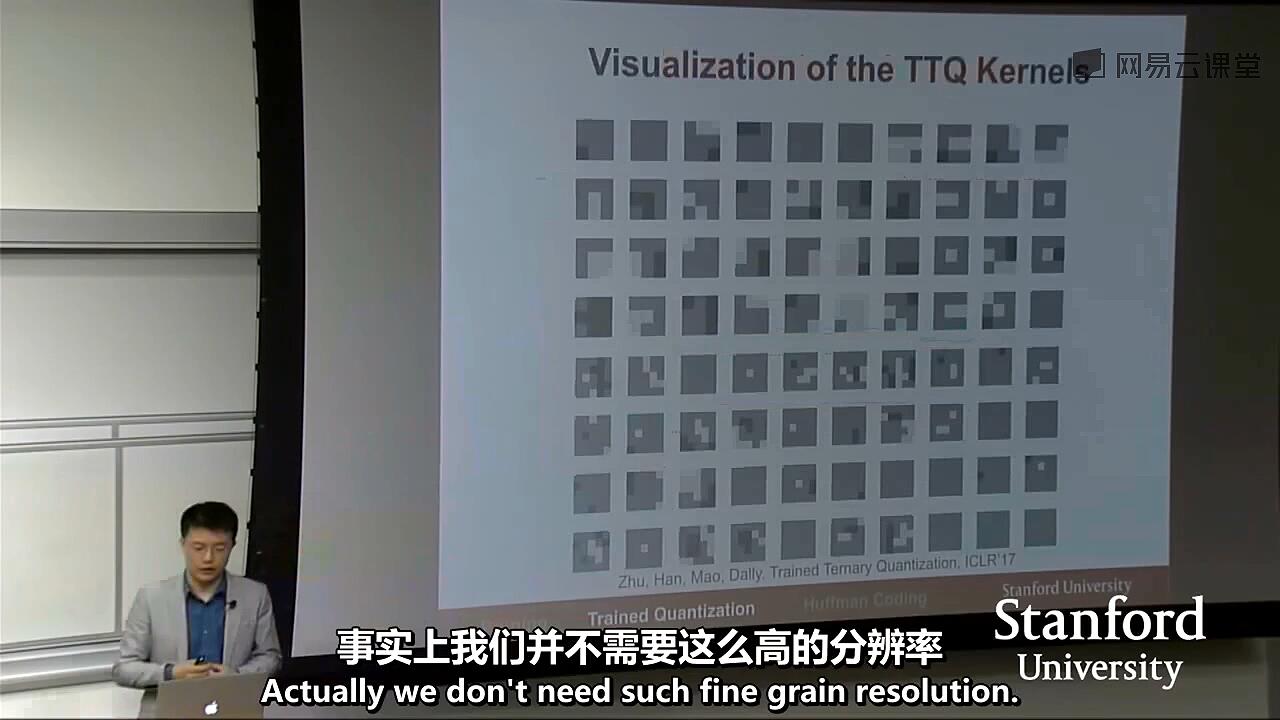 Visualization of the TTQ Kernels
网易云课堂
Zhu, Han, Mao, Dally. Trained Ternary Quantization, ICLR'17
Trained Quantization
Huffman Coding
Stanford University
Stanford
University
事实上我们并不需要这么高的分辨率
Actually we don't need such fine grain resolution.